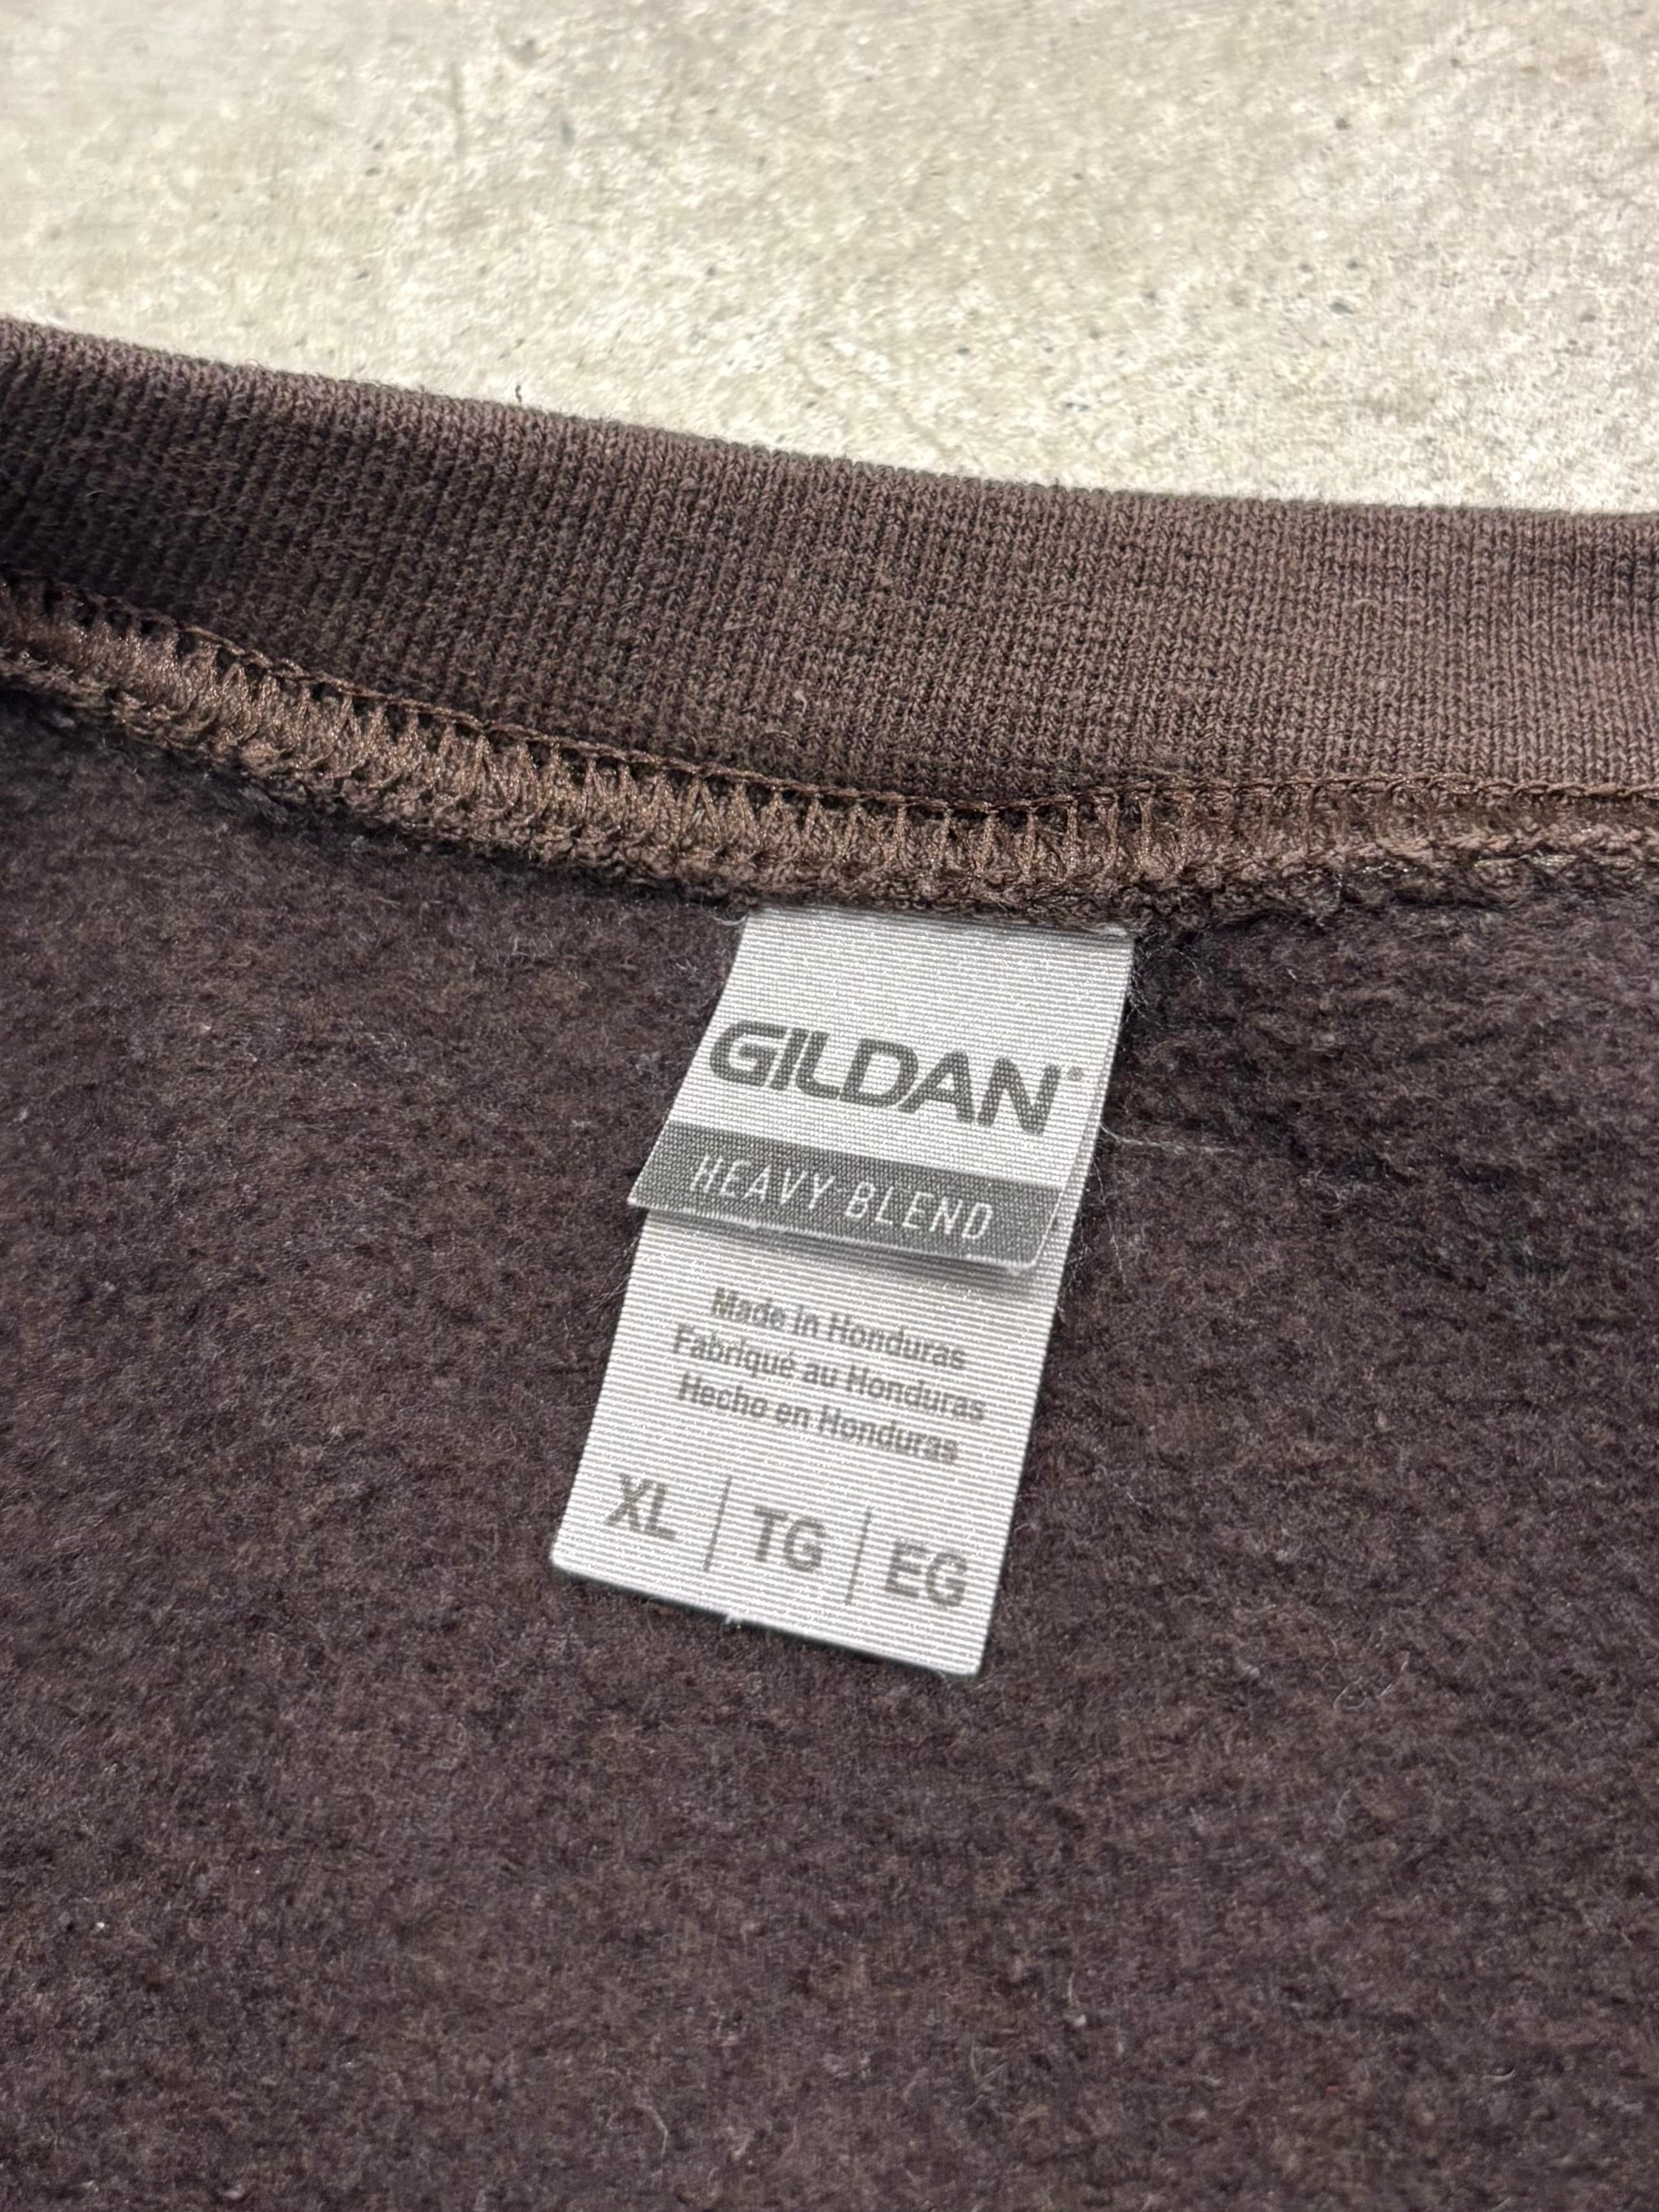 GILDAN®
HEAVY BLEND
Made in Honduras
Fabriqué au Honduras
Hecho en Honduras
XL | TG | EG